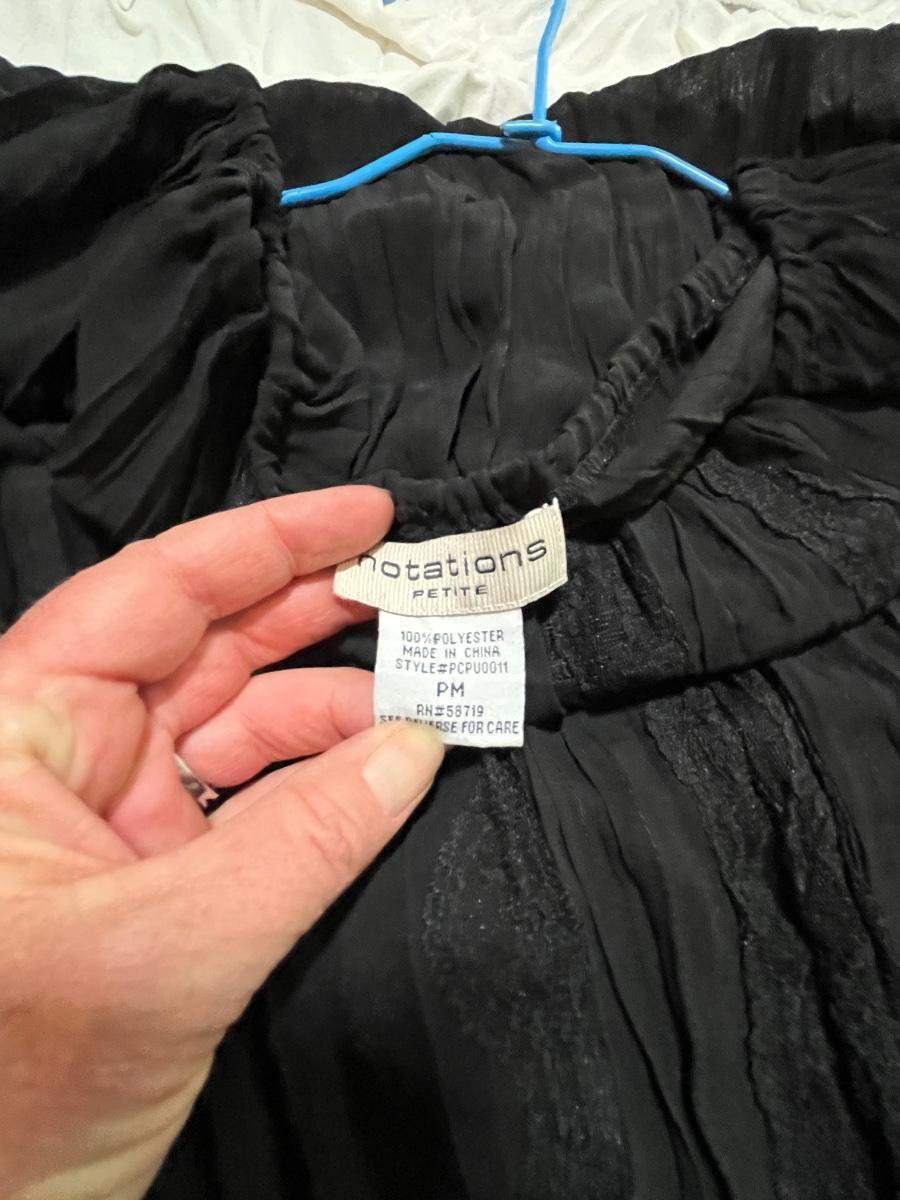 notations
PETITE
100%POLYESTER
MADE IN CHINA
STYLE#PCPU0011
PM
RN#58719
SEE REVERSE FOR CARE